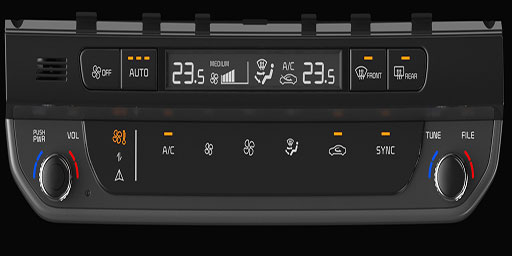 OFF
AUTO
23.5
MEDIUM
A/C
23.5
FRONT
REAR
PUSH
PWR
VOL
A/C
SYNC
TUNE
FILE